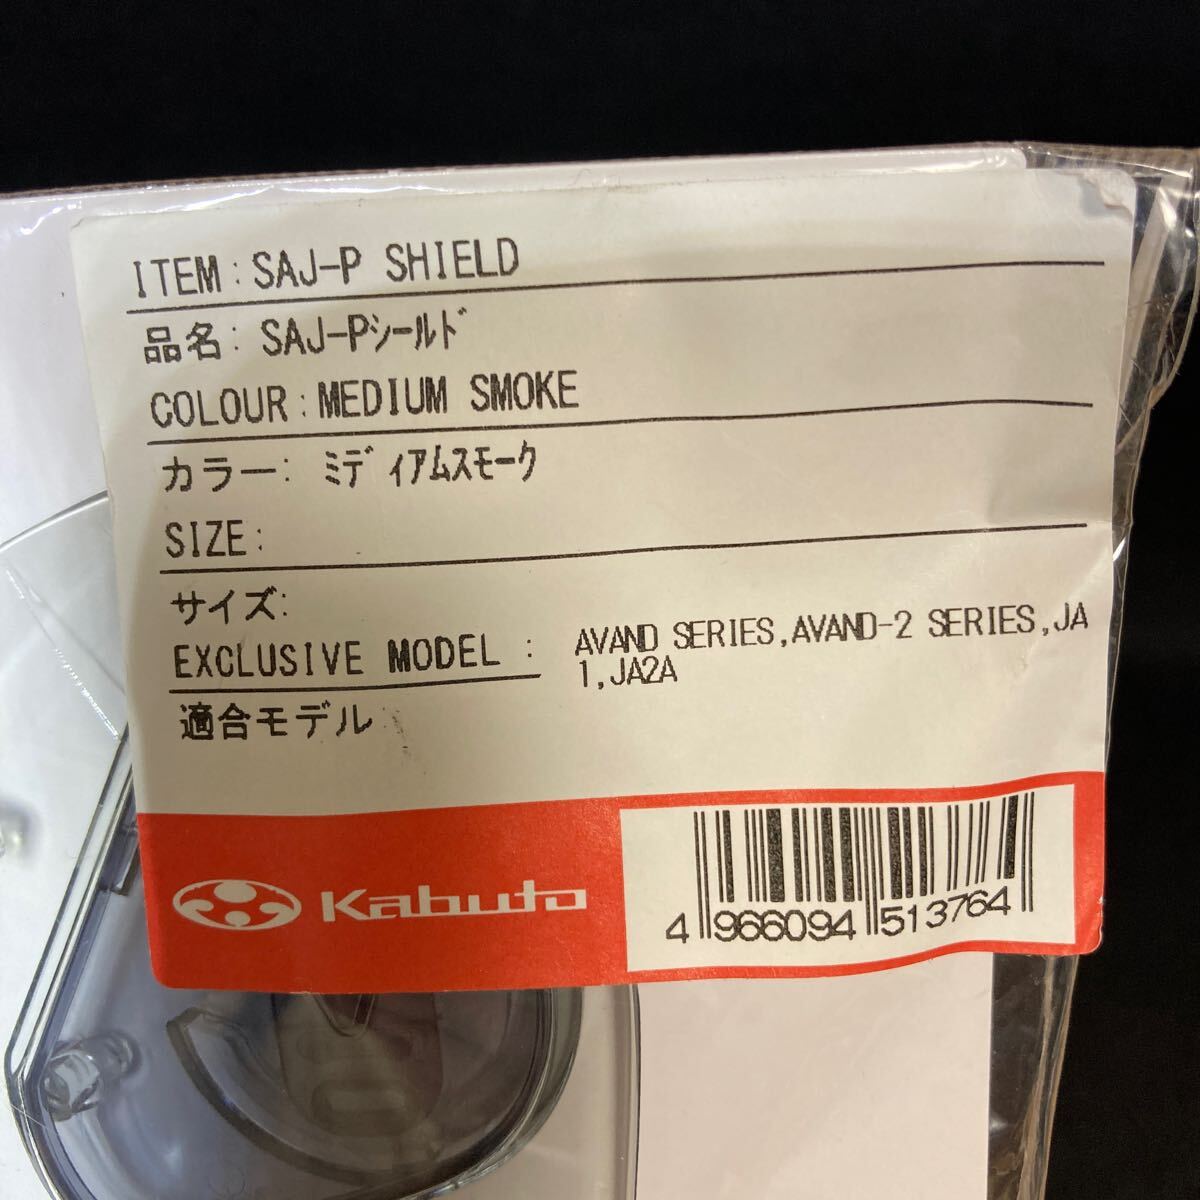 ITEM:SAJ-P SHIELD
品名: SAJ-Pｼｰﾙﾄﾞ
COLOUR:MEDIUM SMOKE
カラー: ﾐﾃﾞｨｱﾑｽﾓｰｸ
SIZE:
サイズ:
EXCLUSIVE MODEL : AVAND SERIES,AVAND-2 SERIES,JA
1,JA2A
適合モデル
Kabuto
4 966094 513764